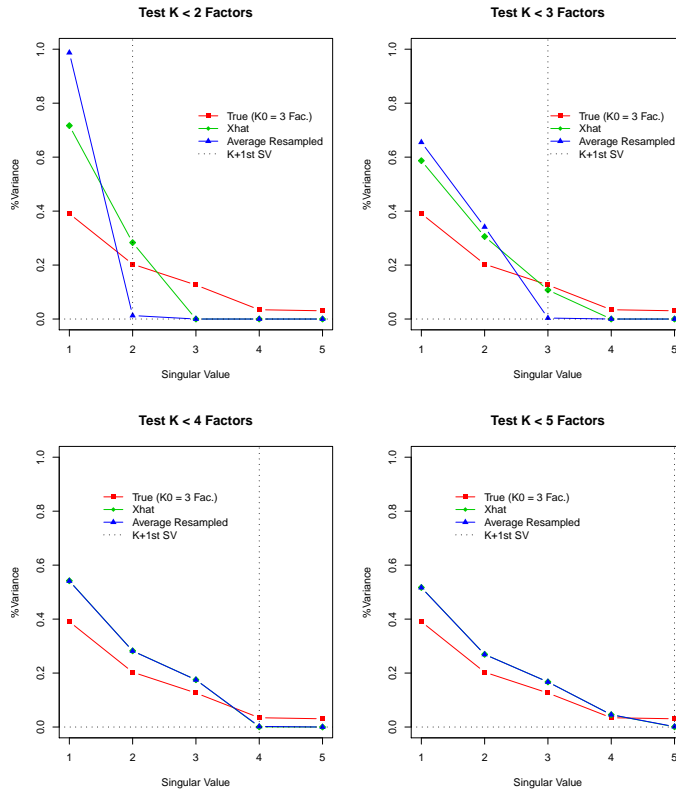 Test K < 2 Factors
1.0
0.8
0.6
0.4
0.2
0.0
%Variance
True (K0 = 3 Fac.)
Xhat
Average Resampled
K+1st SV
1 2 3 4 5
Singular Value
Test K < 3 Factors
1.0
0.8
0.6
0.4
0.2
0.0
%Variance
True (K0 = 3 Fac.)
Xhat
Average Resampled
K+1st SV
1 2 3 4 5
Singular Value
Test K < 4 Factors
1.0
0.8
0.6
0.4
0.2
0.0
%Variance
True (K0 = 3 Fac.)
Xhat
Average Resampled
K+1st SV
1 2 3 4 5
Singular Value
Test K < 5 Factors
1.0
0.8
0.6
0.4
0.2
0.0
%Variance
True (K0 = 3 Fac.)
Xhat
Average Resampled
K+1st SV
1 2 3 4 5
Singular Value